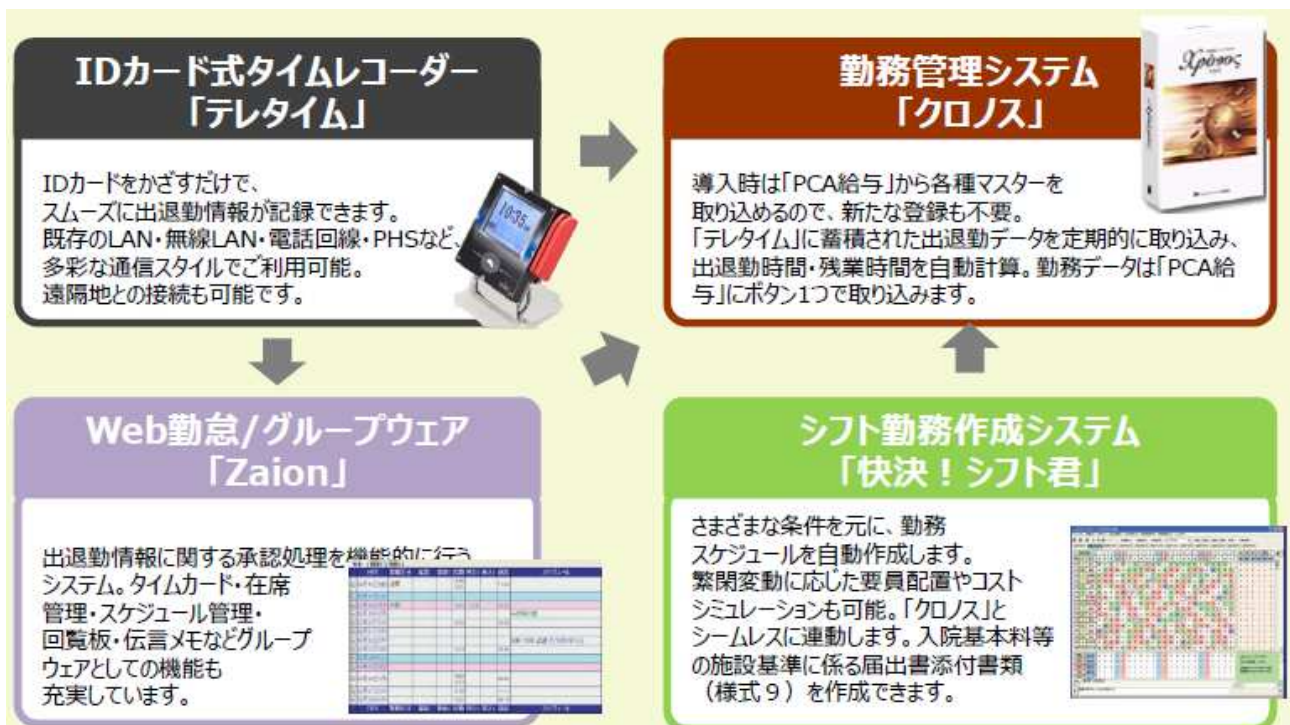 IDカード式タイムレコーダー
「テレタイム」
IDカードをかざすだけで、
スムーズに出退勤情報が記録できます。
既存のLAN・無線LAN・電話回線・PHSなど、
多彩な通信スタイルでご利用可能。
遠隔地との接続も可能です。
10:35
勤務管理システム
「クロノス」
Χρόνος
導入時は「PCA給与」から各種マスターを
取り込めるので、新たな登録も不要。
「テレタイム」に蓄積された出退勤データを定期的に取り込み、
出退勤時間・残業時間を自動計算。勤務データは「PCA給
与」にボタン1つで取り込みます。
Web勤怠/グループウェア
「Zaion」
出退勤情報に関する承認処理を機能的に行う
システム。タイムカード・在席
管理・スケジュール管理・
回覧板・伝言メモなどグループ
ウェアとしての機能も
充実しています。
シフト勤務作成システム
「快決！シフト君」
さまざまな条件を元に、勤務
スケジュールを自動作成します。
繁閑変動に応じた要員配置やコスト
シミュレーションも可能。「クロノス」と
シームレスに連動します。入院基本料等
の施設基準に係る届出書添付書類
（様式９）を作成できます。